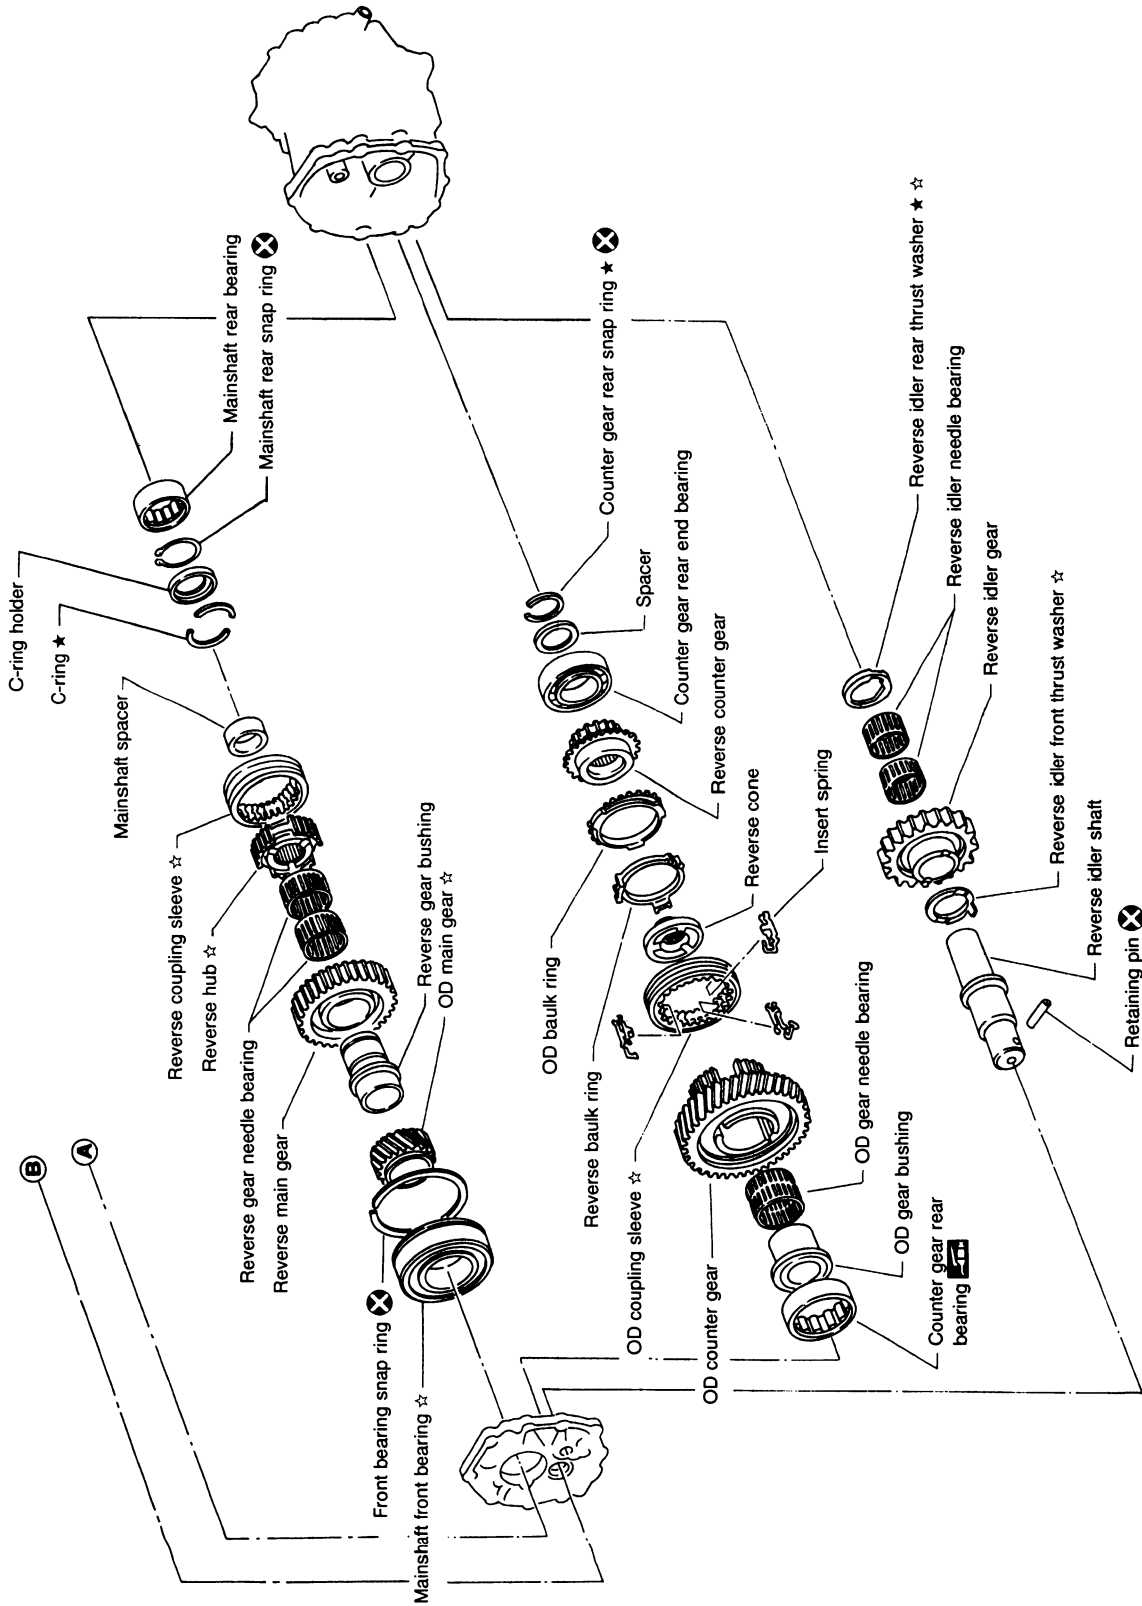 C-ring holder
C-ring ★
Mainshaft spacer
Reverse coupling sleeve ☆
Reverse hub ☆
Reverse gear needle bearing
Reverse main gear
Mainshaft rear bearing
Mainshaft rear snap ring
B
A
Front bearing snap ring
Mainshaft front bearing ☆
Reverse gear bushing
OD main gear ☆
OD baulk ring
Reverse baulk ring
OD coupling sleeve ☆
OD counter gear
Counter gear rear snap ring ★
Spacer
Counter gear rear end bearing
Reverse counter gear
Reverse cone
Insert spring
OD gear needle bearing
OD gear bushing
Counter gear rear
bearing
Reverse idler rear thrust washer ★ ☆
Reverse idler needle bearing
Reverse idler gear
Reverse idler front thrust washer ☆
Reverse idler shaft
Retaining pin